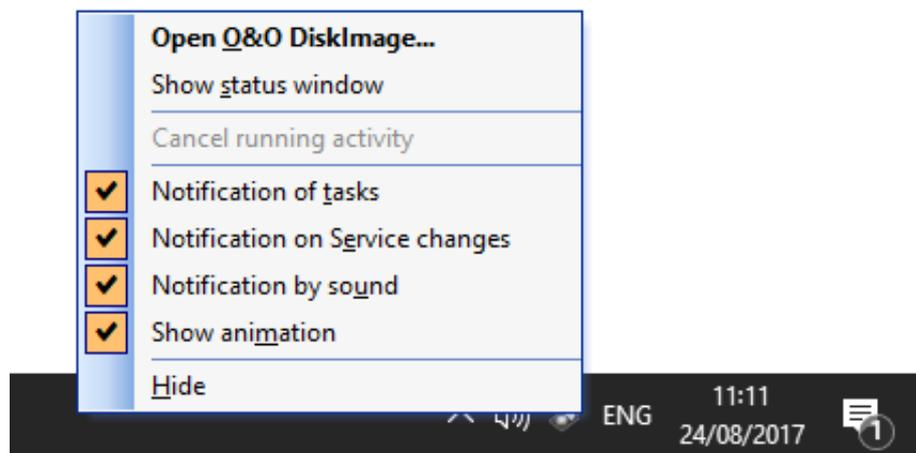 Open O&O DiskImage...
Show status window
Cancel running activity
Notification of tasks
Notification on Service changes
Notification by sound
Show animation
Hide
ENG
11:11
24/08/2017
1